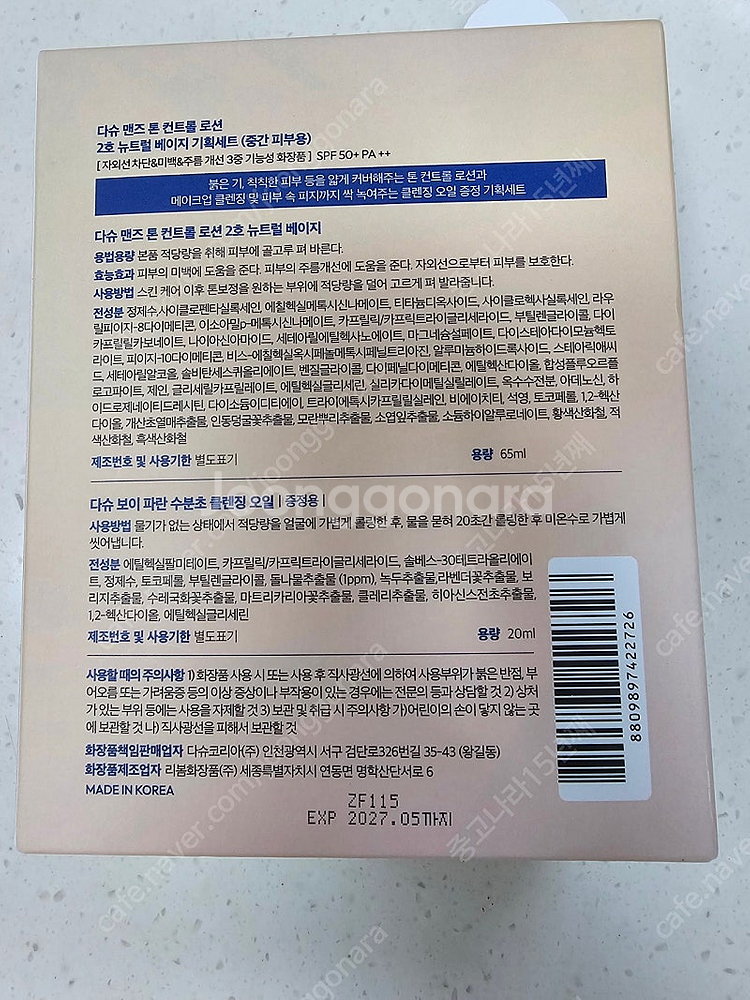 다슈 맨즈 톤 컨트롤 로션
2호 뉴트럴 베이지 기획세트 (중간 피부용)
[ 자외선 차단&미백&주름 개선 3중 기능성 화장품 ] SPF 50+ PA ++
붉은 기, 칙칙한 피부 등을 얇게 커버해주는 톤 컨트롤 로션과
메이크업 클렌징 및 피부 속 피지까지 싹 녹여주는 클렌징 오일 증정 기획세트
다슈 맨즈 톤 컨트롤 로션 2호 뉴트럴 베이지
용법용량 본품 적당량을 취해 피부에 골고루 펴 바른다.
효능효과 피부의 미백에 도움을 준다. 피부의 주름개선에 도움을 준다. 자외선으로부터 피부를 보호한다.
사용방법 스킨 케어 이후 톤보정을 원하는 부위에 적당량을 덜어 고르게 펴 발라줍니다.
전성분 정제수,사이클로펜타실록세인, 에칠헥실메톡시신나메이트, 티타늄디옥사이드, 사이클로헥사실록세인, 라우
릴피이지-8다이메티콘, 이소아밀p-메톡시신나메이트, 카프릴릭/카프릭트라이글리세라이드, 부틸렌글라이콜, 다이
카프릴릴카보네이트, 나이아신아마이드, 세테아릴에틸헥사노에이트, 마그네슘설페이트, 다이스테아다이모늄헥토
라이트, 피이지-10다이메티콘, 비스-에칠헥실옥시페놀메톡시페닐트리아진, 알루미늄하이드록사이드, 스테아릭애씨
드, 세테아릴알코올, 솔비탄세스퀴올리에이트, 벤질글라이콜, 다이페닐다이메티콘, 에틸헥산다이올, 합성플루오르플
로고파이트, 제인, 글리세릴카프릴레이트, 에틸헥실글리세린, 실리카다이메틸실릴레이트, 옥수수전분, 아데노신, 하
이드로제네이티드레시틴, 다이소듐이디티에이, 트라이에톡시카프릴릴실레인, 비에이치티, 석영, 토코페롤, 1,2-헥산
다이올, 개산초열매추출물, 인동덩굴꽃추출물, 모란뿌리추출물, 소엽잎추출물, 소듐하이알루로네이트, 황색산화철, 적
색산화철, 흑색산화철
제조번호 및 사용기한 별도표기 용량 65ml
joonggonara
다슈 보이 파란 수분초 클렌징 오일 | 증정용 |
사용방법 물기가 없는 상태에서 적당량을 얼굴에 가볍게 롤링한 후, 물을 묻혀 20초간 롤링한 후 미온수로 가볍게
씻어냅니다.
전성분 에틸헥실팔미테이트, 카프릴릭/카프릭트라이글리세라이드, 솔베스-30테트라올리에이
트, 정제수, 토코페롤, 부틸렌글라이콜, 돌나물추출물 (1ppm), 녹두추출물,라벤더꽃추출물, 보
리지추출물, 수레국화꽃추출물, 마트리카리아꽃추출물, 클레리추출물, 히아신스전초추출물,
1,2-헥산다이올, 에틸헥실글리세린
제조번호 및 사용기한 별도표기 용량 20ml
사용할 때의 주의사항 1) 화장품 사용 시 또는 사용 후 직사광선에 의하여 사용부위가 붉은 반점, 부
어오름 또는 가려움증 등의 이상 증상이나 부작용이 있는 경우에는 전문의 등과 상담할 것 2) 상처
가 있는 부위 등에는 사용을 자제할 것 3) 보관 및 취급 시 주의사항 가)어린이의 손이 닿지 않는 곳
에 보관할 것 나) 직사광선을 피해서 보관할 것
화장품책임판매업자 다슈코리아(주) 인천광역시 서구 검단로326번길 35-43 (왕길동)
화장품제조업자 리봄화장품(주) 세종특별자치시 연동면 명학산단서로 6
MADE IN KOREA
ZF115
EXP 2027.05까지
8809897422726